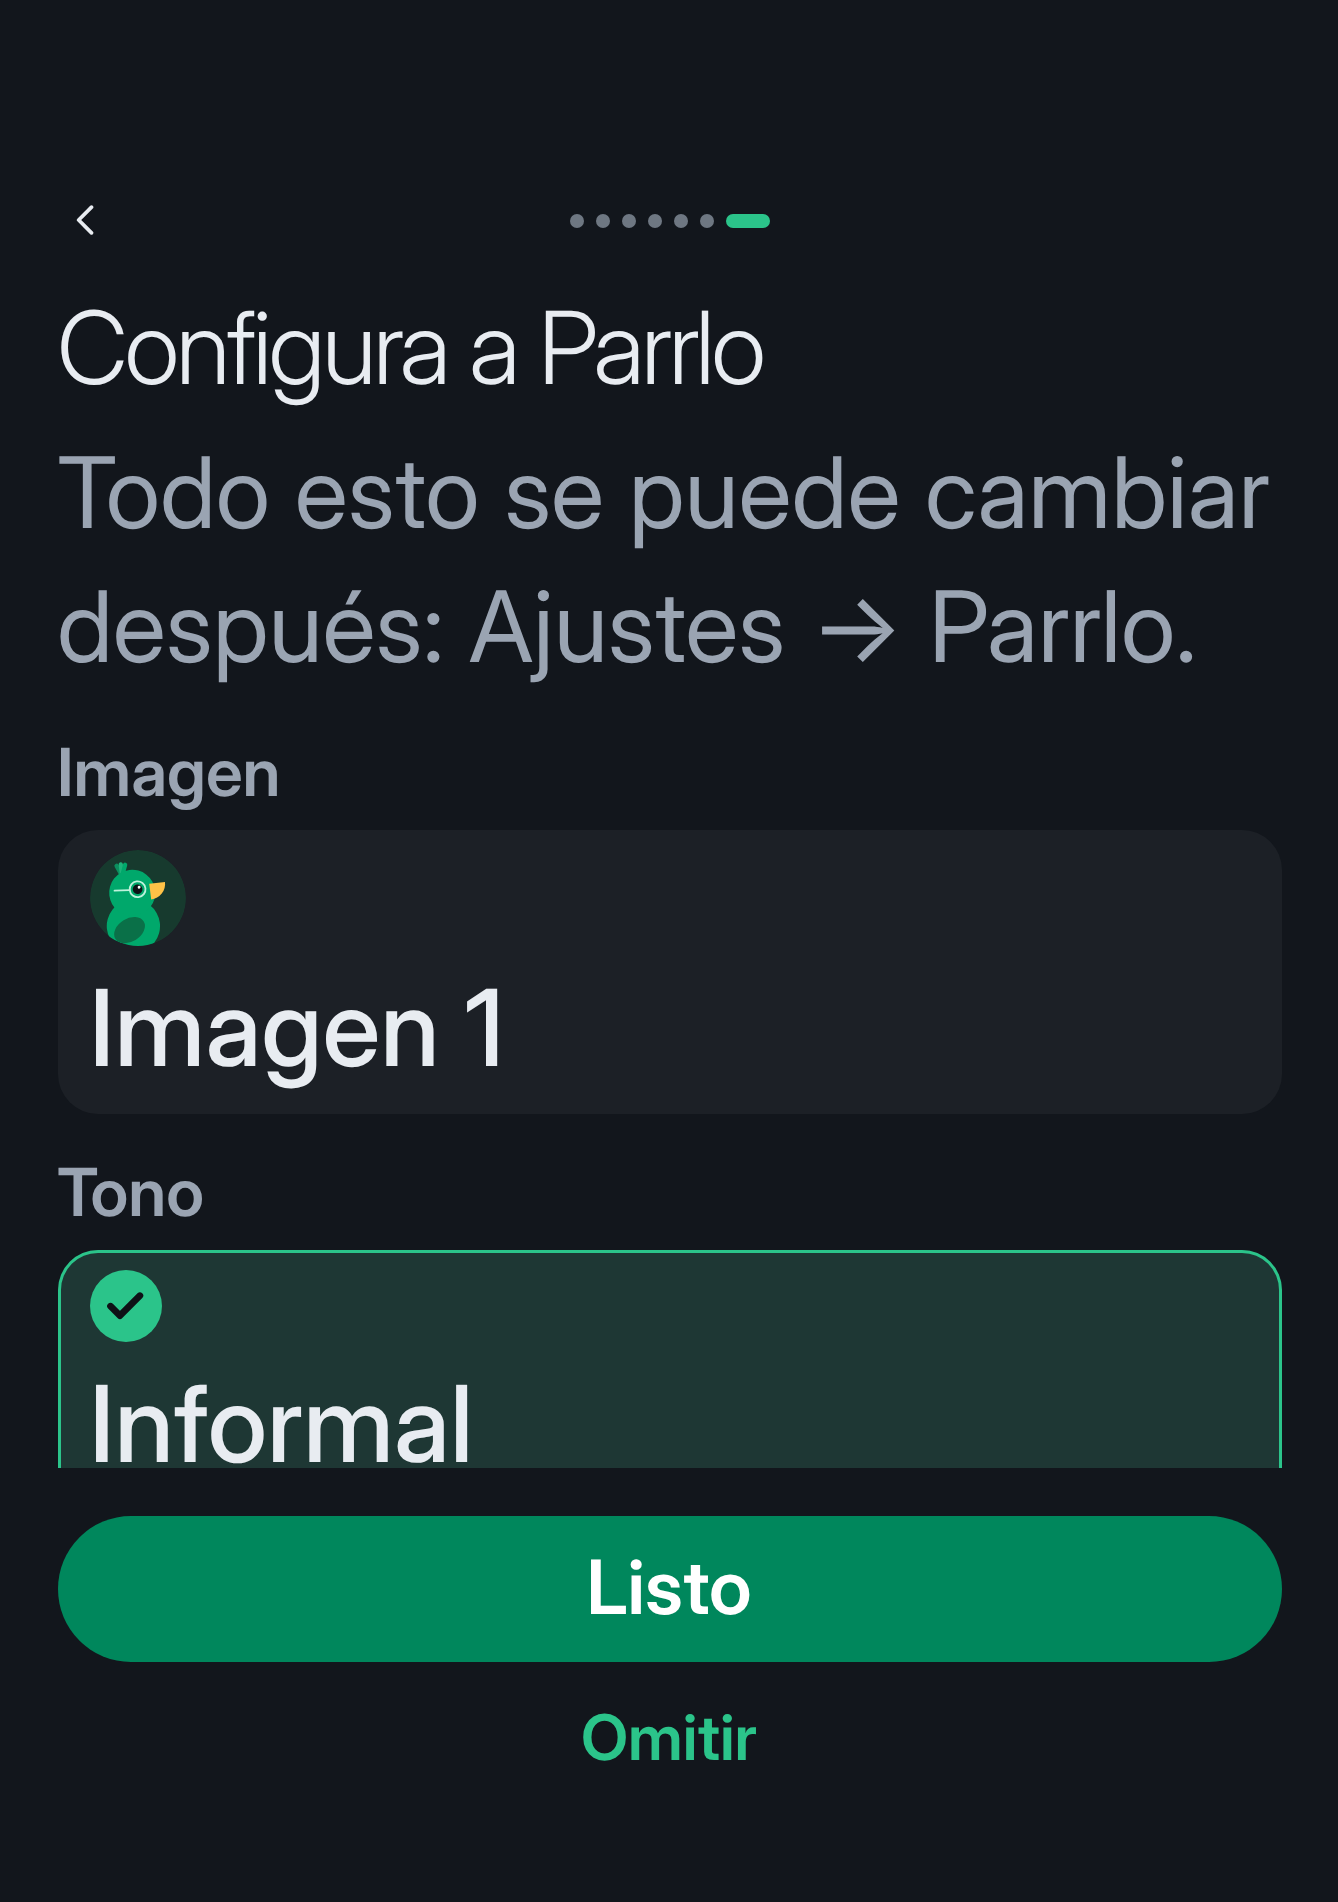 Configura a Parrlo
Todo esto se puede cambiar
después: Ajustes → Parrlo.
Imagen
Imagen 1
Tono
Informal
Listo
Omitir